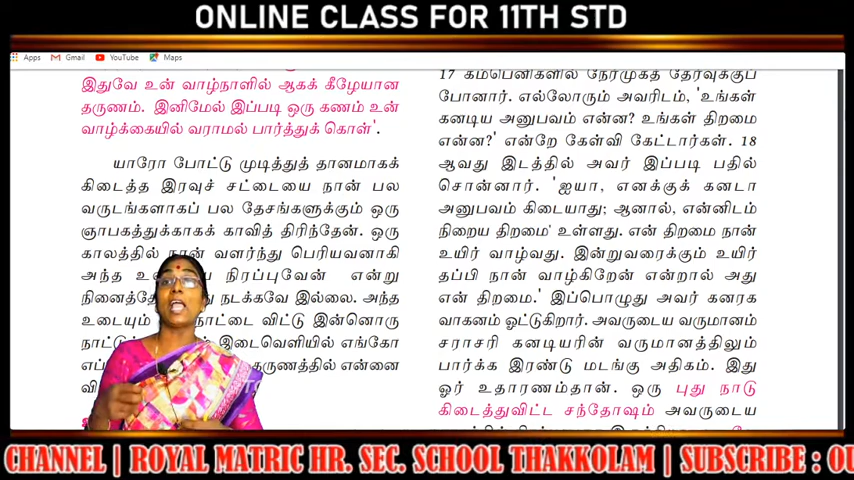 ONLINE CLASS FOR 11TH STD
Apps Gmail YouTube Maps
இதுவே உன் வாழ்நாளில் ஆகக் கீழேயான
தருணம். இனிமேல் இப்படி ஒரு கணம் உன்
வாழ்க்கையில் வராமல் பார்த்துக் கொள்'.
யாரோ போட்டு முடித்துத் தானமாகக்
கிடைத்த இரவுச் சட்டையை நான் பல
வருடங்களாகப் பல தேசங்களுக்கும் ஒரு
ஞாபகத்துக்காகக் காவித் திரிந்தேன். ஒரு
காலத்தில் நான் வளர்ந்து பெரியவனாகி
அந்த நிரப்புவேன் என்று
நடக்கவே இல்லை. அந்த
உடையும் நாட்டை விட்டு இன்னொரு
இடைவெளியில் எங்கோ
தருணத்தில் என்னை
17 கம்பெனிகளில் நேர்முகத் தேர்வுக்குப்
போனார். எல்லோரும் அவரிடம், 'உங்கள்
கனடிய அனுபவம் என்ன? உங்கள் திறமை
என்ன?' என்றே கேள்வி கேட்டார்கள். 18
ஆவது இடத்தில் அவர் இப்படி பதில்
சொன்னார். 'ஐயா, எனக்குக் கனடா
அனுபவம் கிடையாது; ஆனால், என்னிடம்
நிறைய திறமை' உள்ளது. என் திறமை நான்
உயிர் வாழ்வது. இன்றுவரைக்கும் உயிர்
தப்பி நான் வாழ்கிறேன் என்றால் அது
என் திறமை.' இப்பொழுது அவர் கனரக
வாகனம் ஓட்டுகிறார். அவருடைய வருமானம்
சராசரி கனடியரின் வருமானத்திலும்
பார்க்க இரண்டு மடங்கு அதிகம். இது
ஓர் உதாரணம்தான். ஒரு புது நாடு
கிடைத்துவிட்ட சந்தோஷம் அவருடைய
CHANNEL | ROYAL MATRIC HR. SEC. SCHOOL THAKKOLAM | SUBSCRIBE : OU